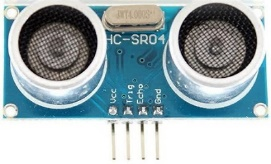 HC-SR04
Vcc
Trig
Echo
Gnd